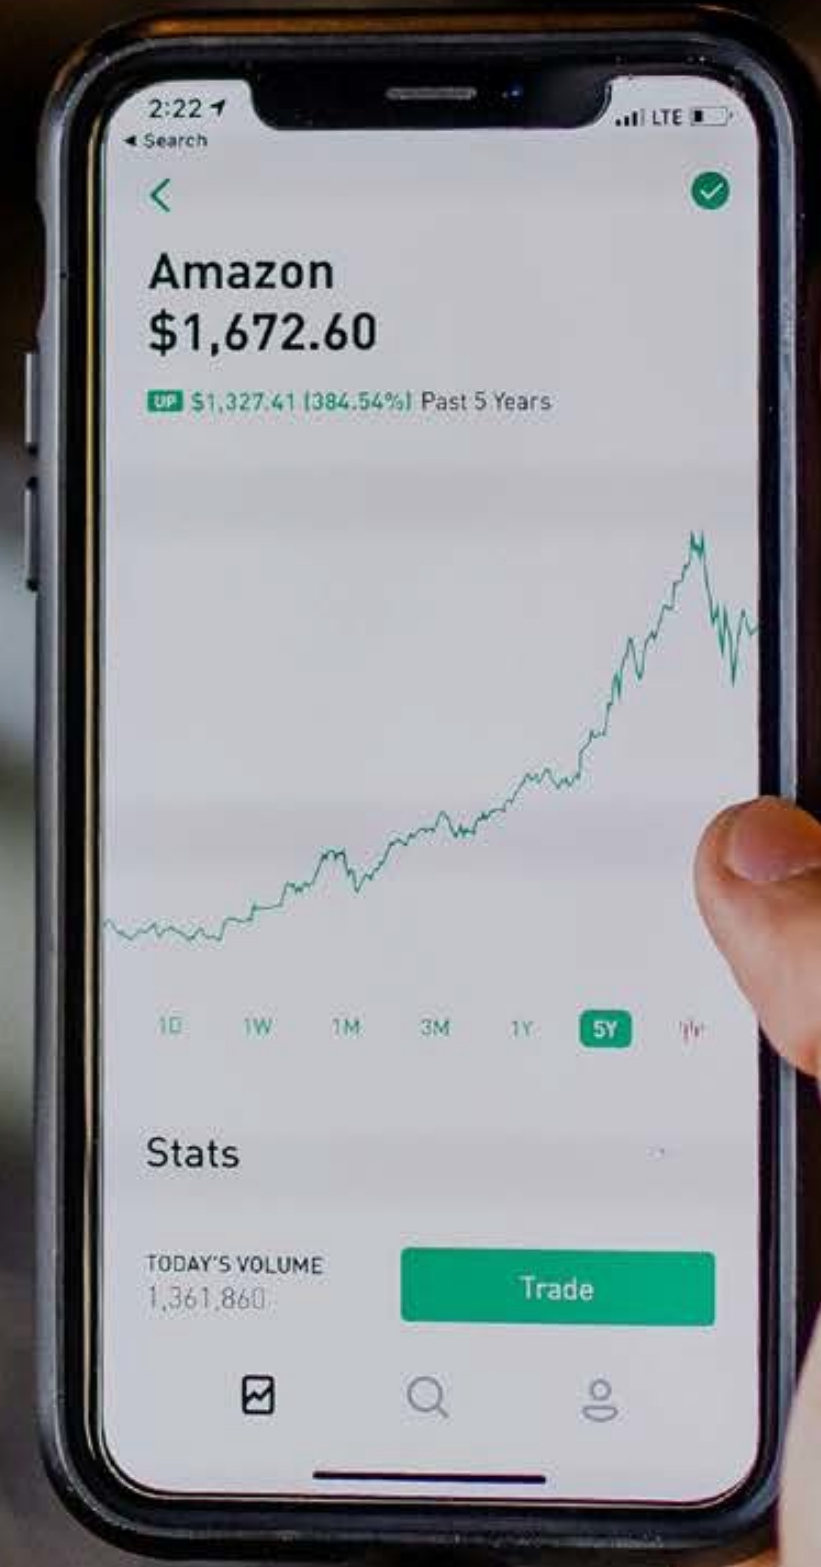 2:22
LTE
◀ Search
Amazon
$1,672.60
UP $1,327.41 (384.54%) Past 5 Years
1D 1W 1M 3M 1Y 5Y
Stats
TODAY'S VOLUME
1,361,860
Trade